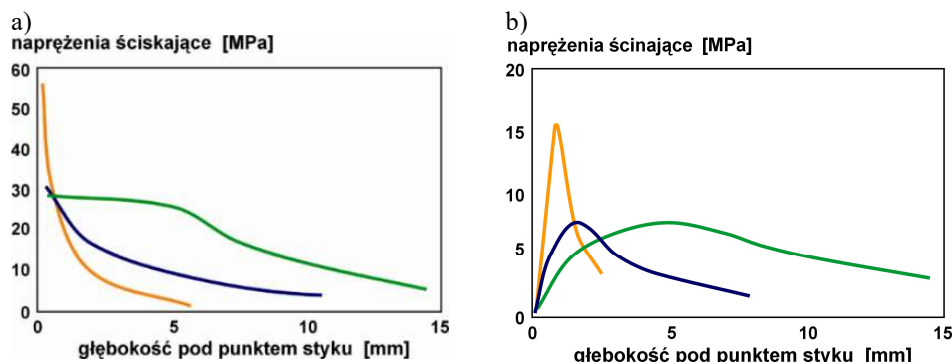 a)
naprężenia ściskające [MPa]
60
50
40
30
20
10
0
0 5 10 15
głębokość pod punktem styku [mm]
b)
naprężenia ścinające [MPa]
20
15
10
5
0
0 5 10 15
głębokość pod punktem styku [mm]